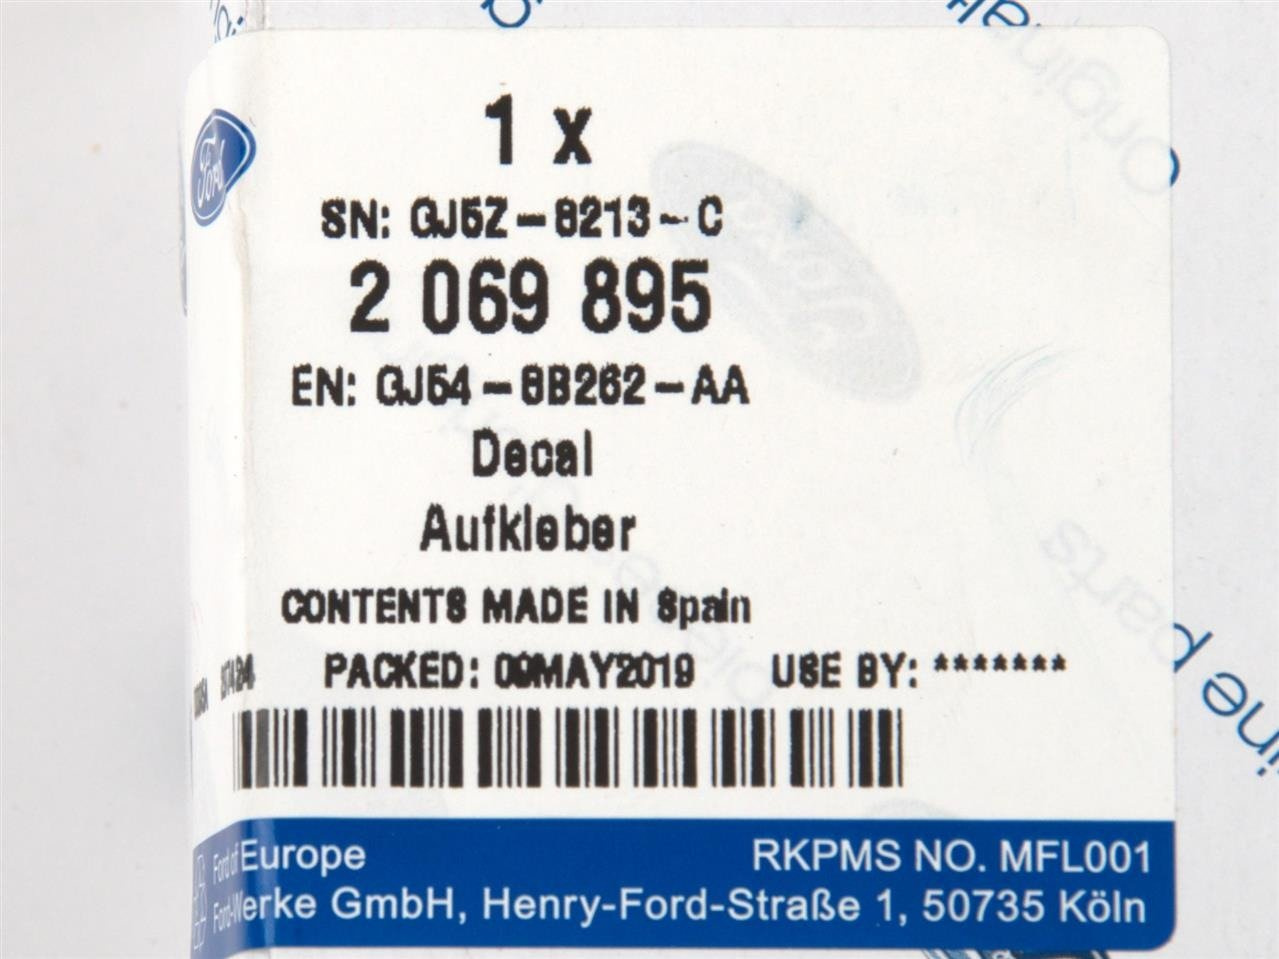 Ford
1 x
SN: GJ5Z-8213-C
2 069 895
EN: GJ54-8B262-AA
Decal
Aufkleber
CONTENTS MADE IN Spain
PACKED: 09MAY2019 USE BY: *******
Ford of Europe RKPMS NO. MFL001
Ford-Werke GmbH, Henry-Ford-Straße 1, 50735 Köln